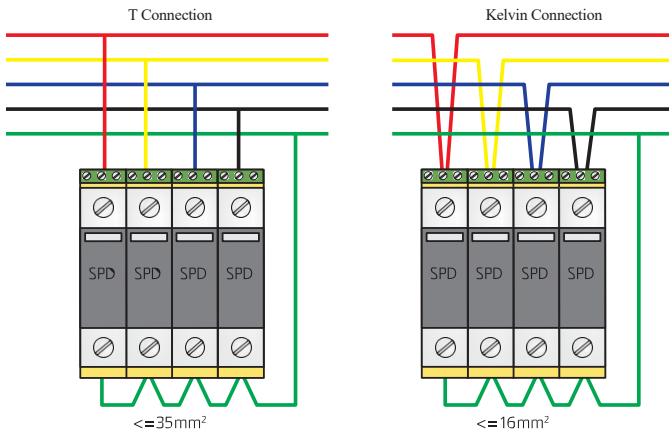 T Connection
Kelvin Connection
SPD SPD SPD SPD
SPD SPD SPD SPD
<=35mm²
<=16mm²